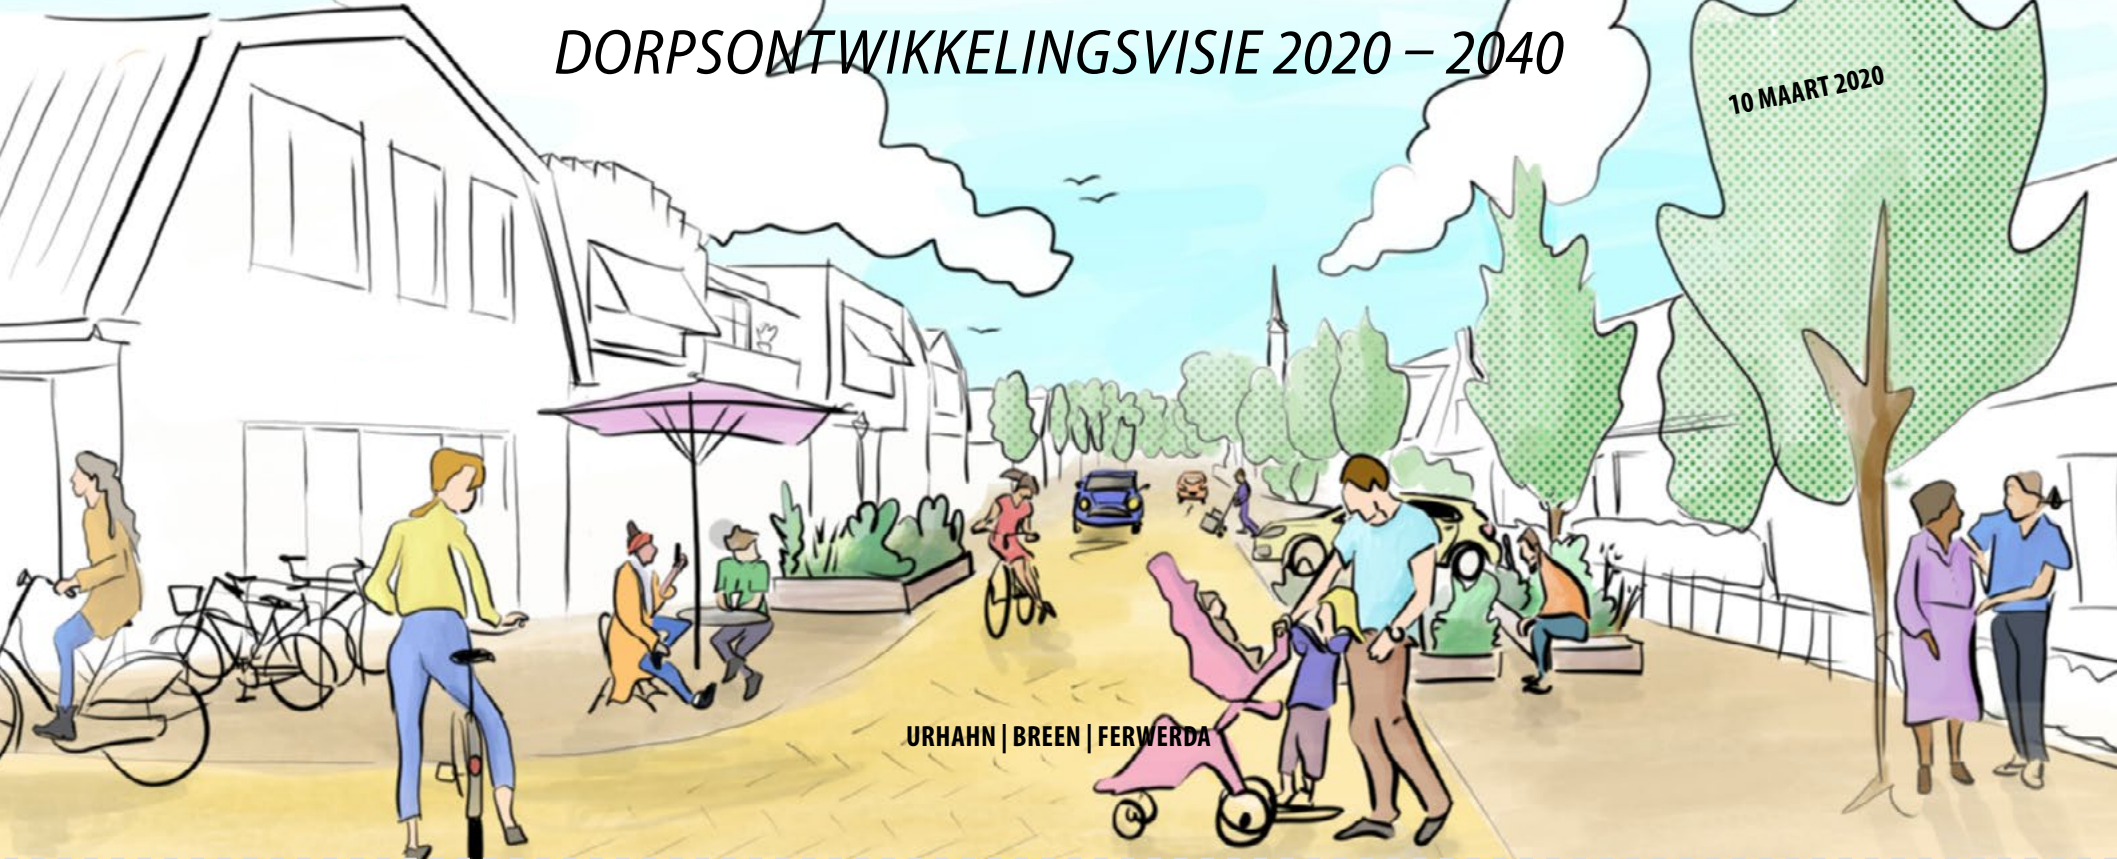 DORPSONTWIKKELINGSVISIE 2020 – 2040
10 MAART 2020
URHAHN | BREEN | FERWERDA